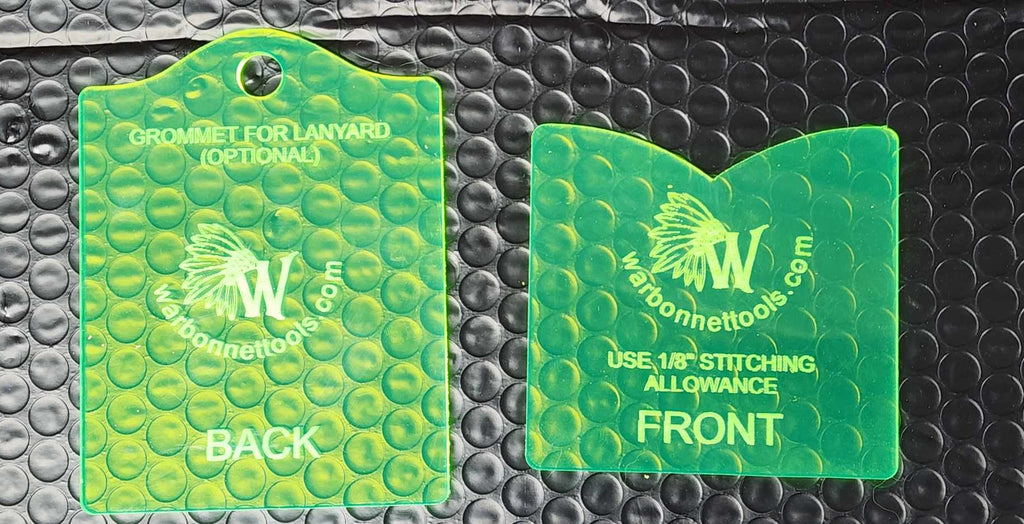 GROMMET FOR LANYARD
(OPTIONAL)
W
warbonnettools.com
BACK
W
warbonnettools.com
USE 1/8" STITCHING
ALLOWANCE
FRONT